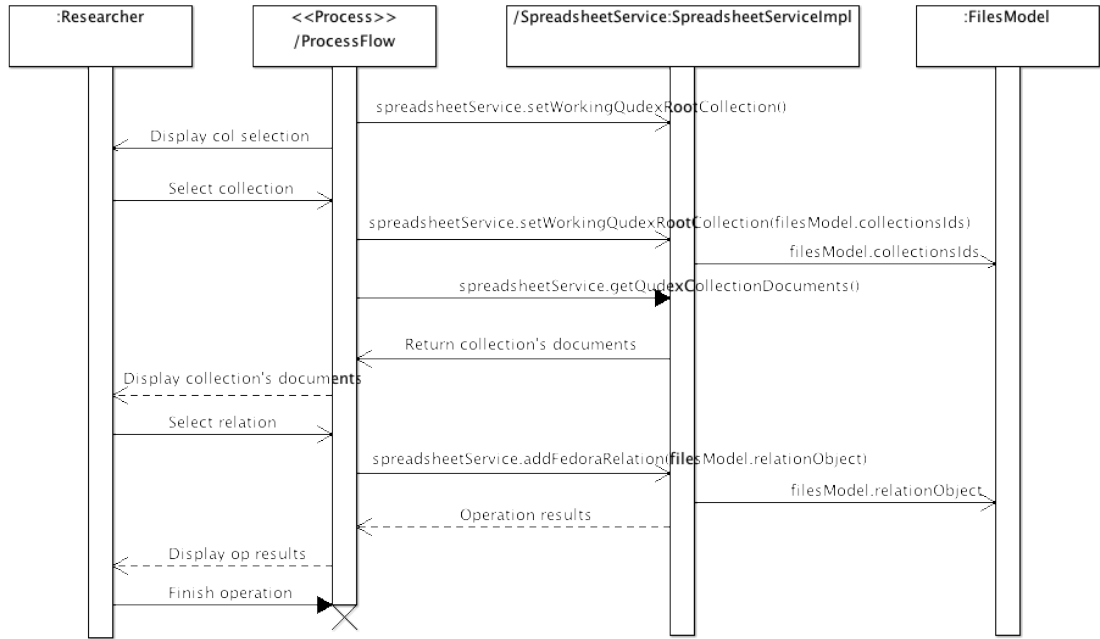 :Researcher
<<Process>>
/ProcessFlow
/SpreadsheetService:SpreadsheetServiceImpl
:FilesModel
spreadsheetService.setWorkingQudexRootCollection()
Display col selection
Select collection
spreadsheetService.setWorkingQudexRootCollection(filesModel.collectionsIds)
filesModel.collectionsIds
spreadsheetService.getQudexCollectionDocuments()
Return collection's documents
Display collection's documents
Select relation
spreadsheetService.addFedoraRelation(filesModel.relationObject)
filesModel.relationObject
Operation results
Display op results
Finish operation